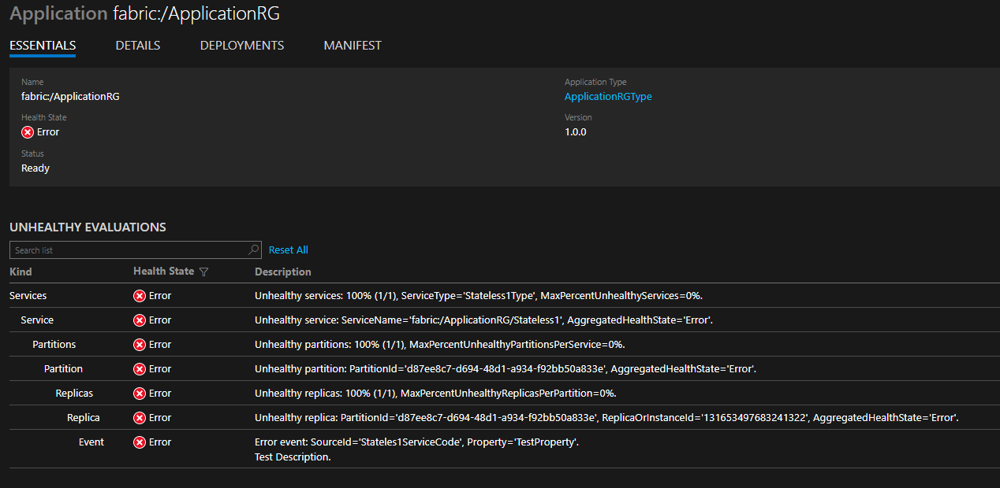 Application fabric:/ApplicationRG
ESSENTIALS DETAILS DEPLOYMENTS MANIFEST
Name Application Type
fabric:/ApplicationRG ApplicationRGType
Health State Version
Error 1.0.0
Status
Ready
UNHEALTHY EVALUATIONS
Search list Reset All
Kind Health State Description
Services Error Unhealthy services: 100% (1/1), ServiceType='Stateless1Type', MaxPercentUnhealthyServices=0%.
Service Error Unhealthy service: ServiceName='fabric:/ApplicationRG/Stateless1', AggregatedHealthState='Error'.
Partitions Error Unhealthy partitions: 100% (1/1), MaxPercentUnhealthyPartitionsPerService=0%.
Partition Error Unhealthy partition: PartitionId='d87ee8c7-d694-48d1-a934-f92bb50a833e', AggregatedHealthState='Error'.
Replicas Error Unhealthy replicas: 100% (1/1), MaxPercentUnhealthyReplicasPerPartition=0%.
Replica Error Unhealthy replica: PartitionId='d87ee8c7-d694-48d1-a934-f92bb50a833e', ReplicaOrInstanceId='131653497683241322', AggregatedHealthState='Error'.
Event Error Error event: SourceId='Stateles1ServiceCode', Property='TestProperty'.
Test Description.